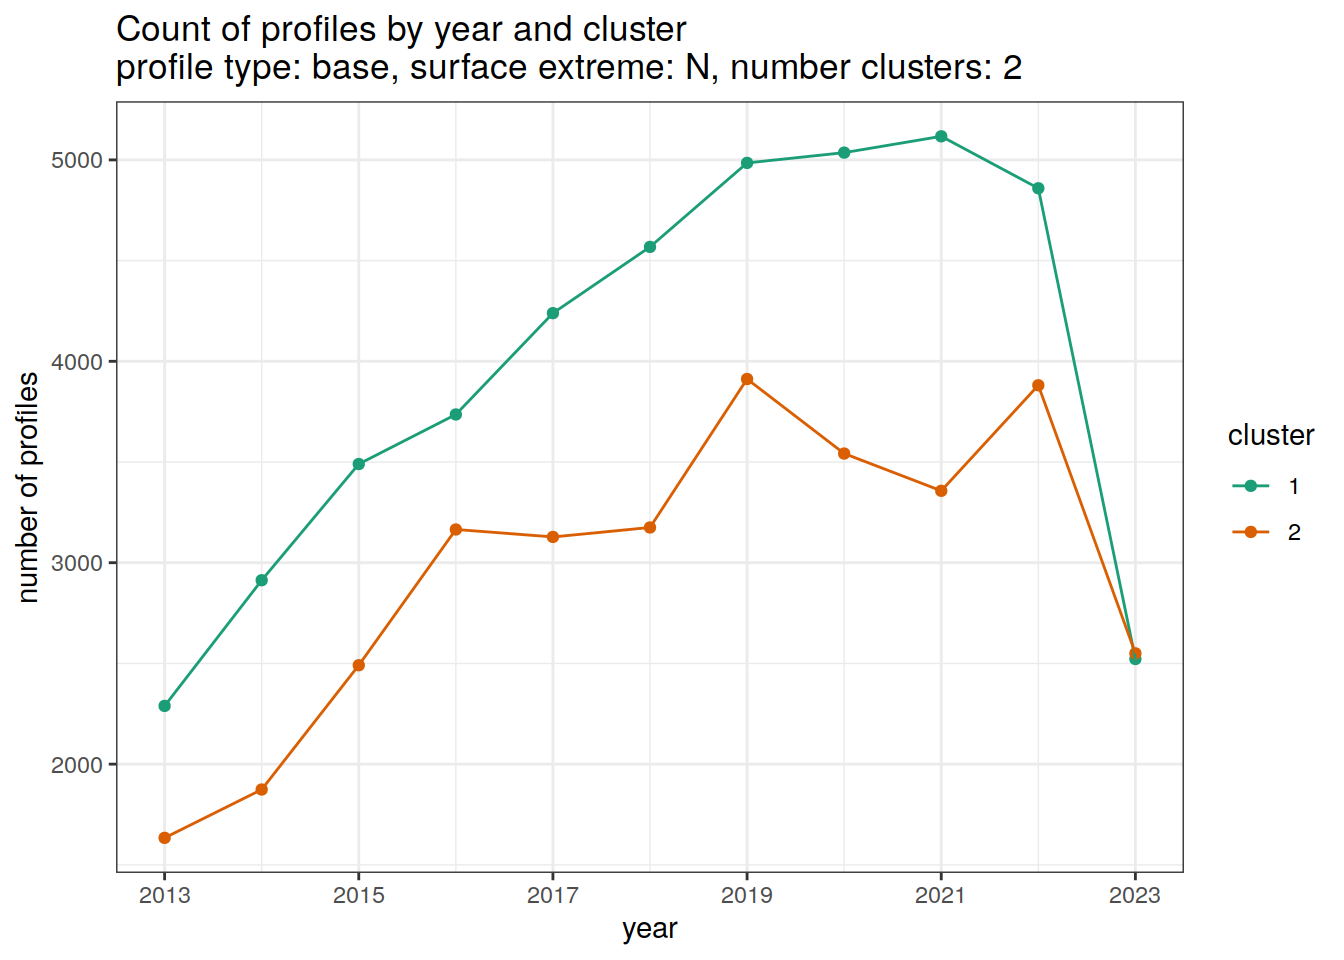 Count of profiles by year and cluster
profile type: base, surface extreme: N, number clusters: 2
5000
4000
3000
2000
number of profiles
2013 2015 2017 2019 2021 2023
year
cluster
1
2